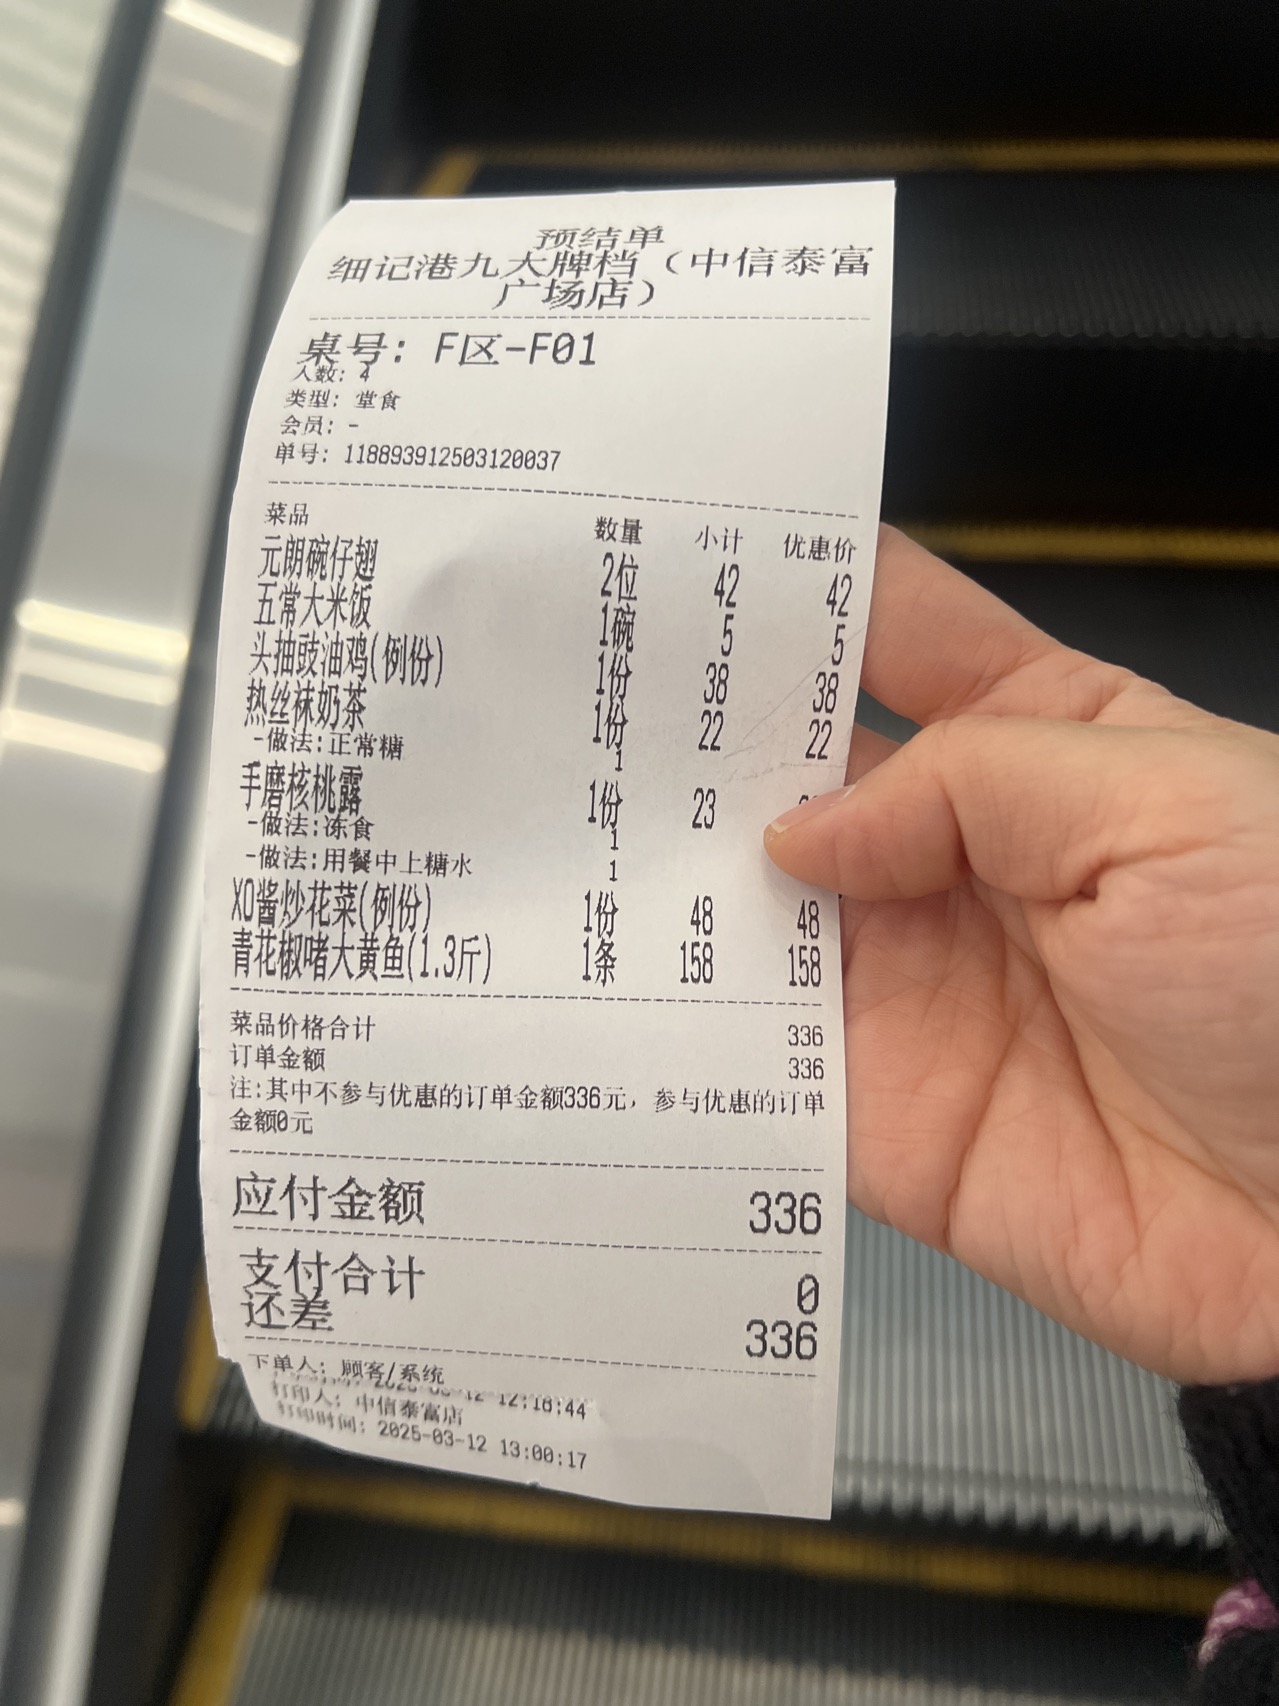 预结单
细记港九大牌档（中信泰富
广场店）
桌号: F区-F01
人数: 4
类型: 堂食
会员: -
单号: 118893912503120037
菜品 数量 小计 优惠价
元朗碗仔翅 2位 42 42
五常大米饭 1碗 5 5
头抽豉油鸡(例份) 1份 38 38
热丝袜奶茶 1份 22 22
-做法:正常糖 1
手磨核桃露 1份 23
-做法:冻食 1
-做法:用餐中上糖水 1
XO酱炒花菜(例份) 1份 48 48
青花椒啫大黄鱼(1.3斤) 1条 158 158
菜品价格合计 336
订单金额 336
注:其中不参与优惠的订单金额336元，参与优惠的订单
金额0元
应付金额 336
支付合计 0
还差 336
下单人: 顾客/系统
12:18:44
打印人: 中信泰富店
打印时间: 2025-03-12 13:00:17